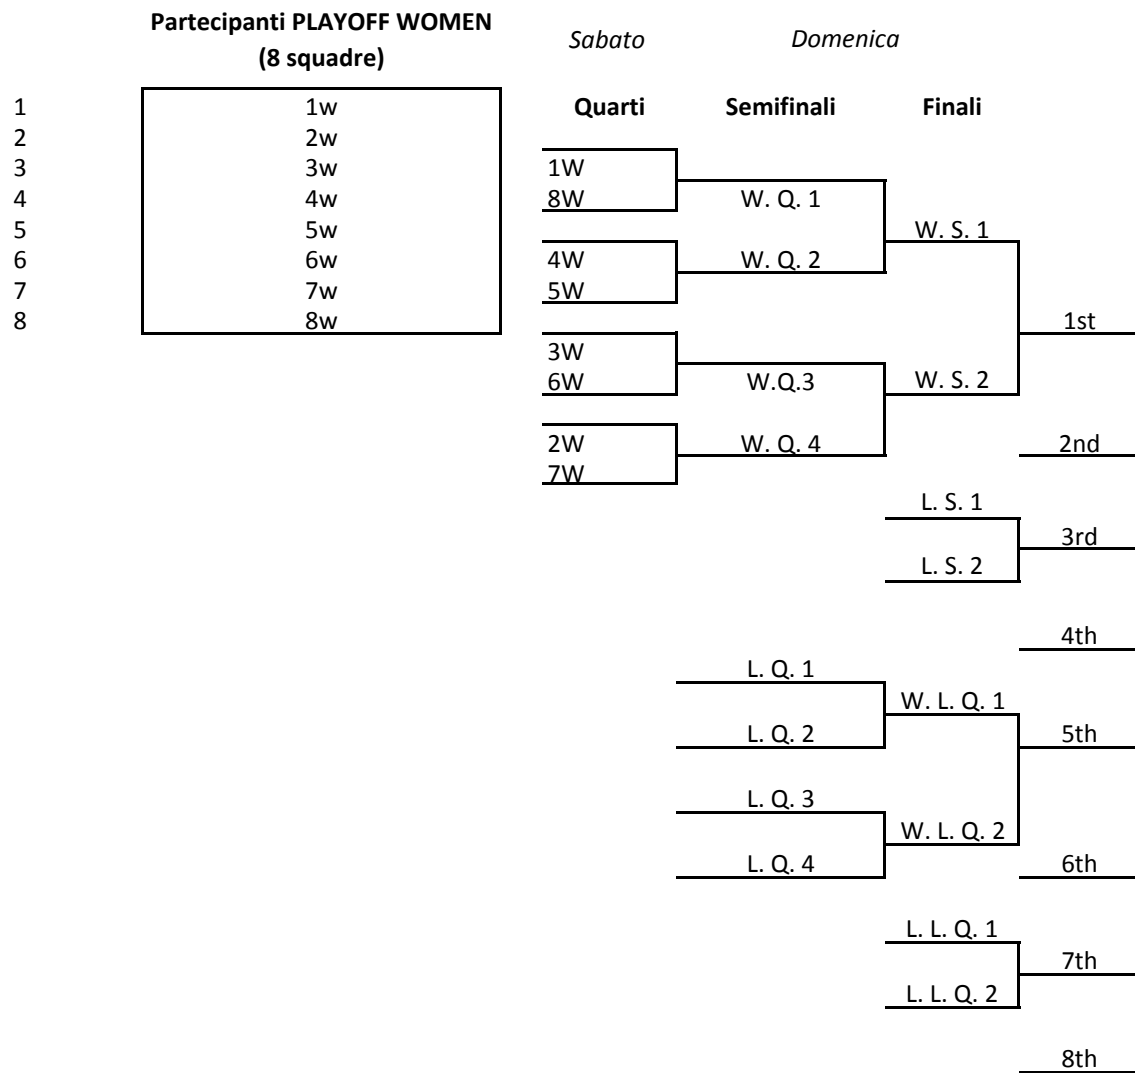 Partecipanti PLAYOFF WOMEN
(8 squadre)
Sabato Domenica
1 1w Quarti Semifinali Finali
2 2w
3 3w 1W
4 4w 8W W. Q. 1
5 5w W. S. 1
6 6w 4W W. Q. 2
7 7w 5W
8 8w 1st
3W
6W W.Q.3 W. S. 2
2W W. Q. 4 2nd
7W
L. S. 1
3rd
L. S. 2
4th
L. Q. 1
W. L. Q. 1
L. Q. 2 5th
L. Q. 3
W. L. Q. 2
L. Q. 4 6th
L. L. Q. 1
7th
L. L. Q. 2
8th